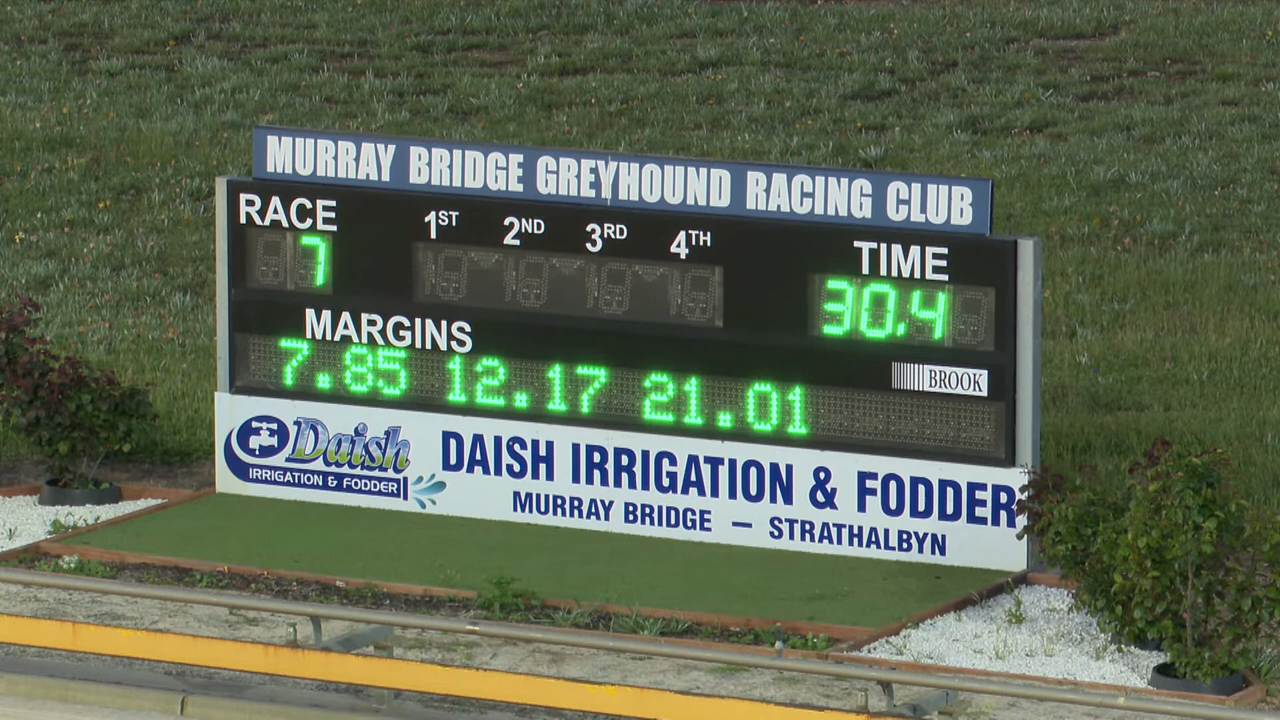 MURRAY BRIDGE GREYHOUND RACING CLUB
RACE 1ST 2ND 3RD 4TH TIME
7 30.4
MARGINS
7.85 12.17 21.01
BROOK
Daish
IRRIGATION & FODDER
DAISH IRRIGATION & FODDER
MURRAY BRIDGE — STRATHALBYN